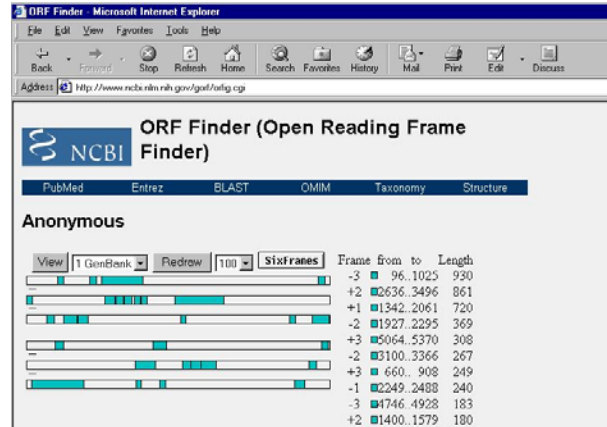 ORF Finder - Microsoft Internet Explorer
File Edit View Favorites Tools Help
Back Forward Stop Refresh Home Search Favorites History Mail Print Edit Discuss
Address http://www.ncbi.nlm.nih.gov/gorf/orfig.cgi
NCBI
ORF Finder (Open Reading Frame
Finder)
PubMed Entrez BLAST OMIM Taxonomy Structure
Anonymous
View 1 GenBank Redraw 100 SixFrames
Frame from to Length
-3 96..1025 930
+2 2636..3496 861
+1 1342..2061 720
-2 1927..2295 369
+3 5064..5370 308
-2 3100..3366 267
+3 660.. 908 249
-1 2249..2488 240
-3 4746..4928 183
+2 1400..1579 180